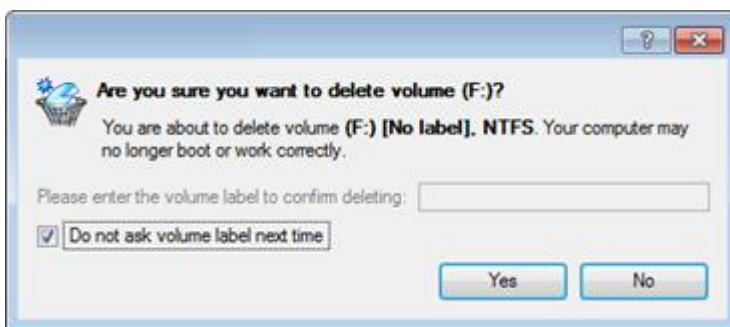 Are you sure you want to delete volume (F:)?
You are about to delete volume (F:) [No label], NTFS. Your computer may
no longer boot or work correctly.
Please enter the volume label to confirm deleting:
Do not ask volume label next time
Yes No